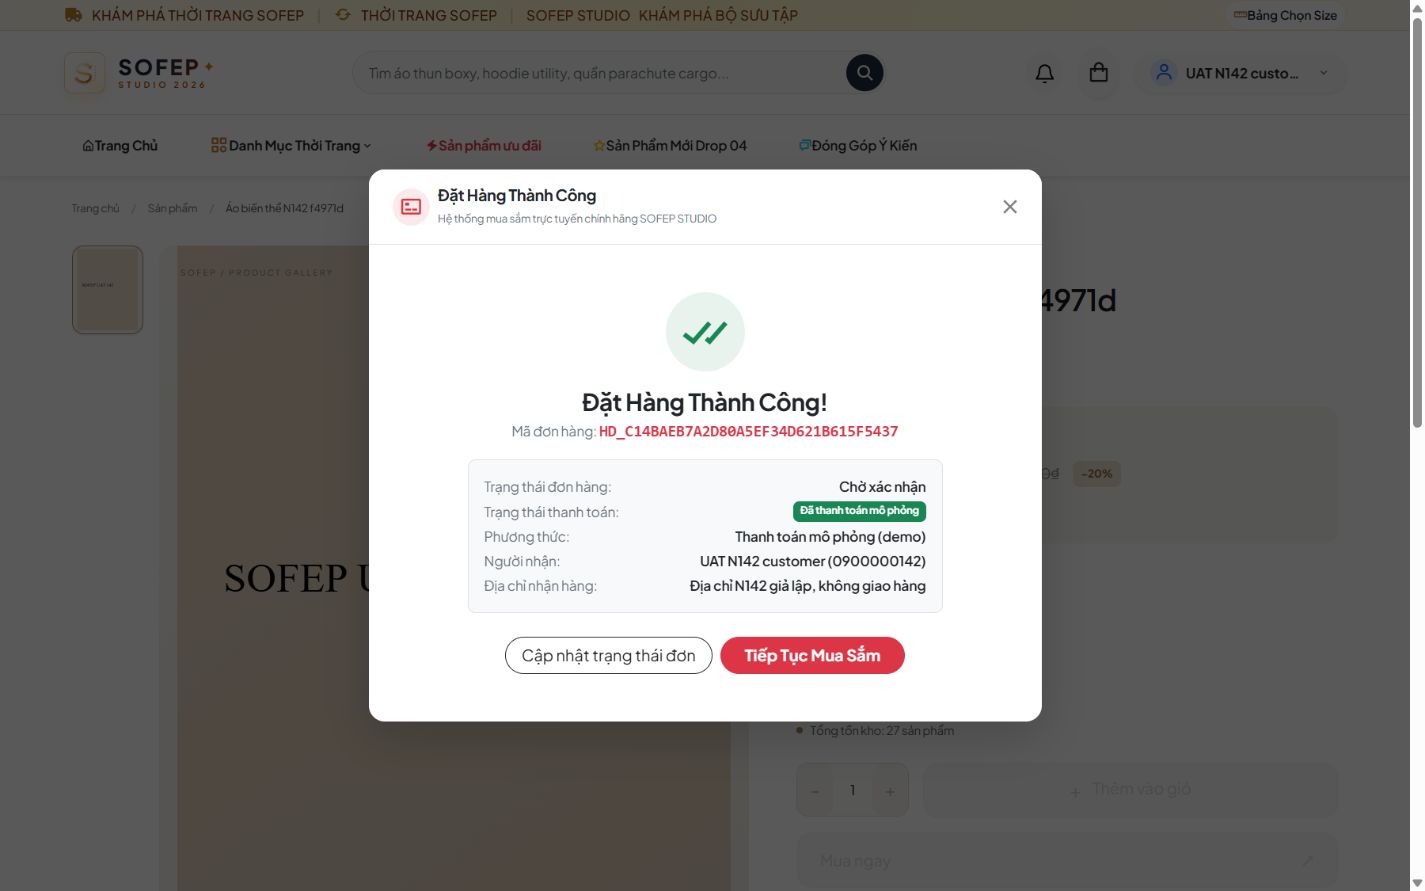 KHÁM PHÁ THỜI TRANG SOFEP | THỜI TRANG SOFEP | SOFEP STUDIO KHÁM PHÁ BỘ SƯU TẬP
Bảng Chọn Size
SOFEP
STUDIO 2026
Tìm áo thun boxy, hoodie utility, quần parachute cargo...
UAT N142 custo...
Trang Chủ
Danh Mục Thời Trang
Sản phẩm ưu đãi
Sản Phẩm Mới Drop 04
Đóng Góp Ý Kiến
Trang chủ / Sản phẩm / Áo biến thể N142 f4971d
SOFEP / PRODUCT GALLERY
4971d
Đặt Hàng Thành Công
Hệ thống mua sắm trực tuyến chính hãng SOFEP STUDIO
Đặt Hàng Thành Công!
Mã đơn hàng: HD_C14BAEB7A2D80A5EF34D621B615F5437
Trạng thái đơn hàng: Chờ xác nhận
Trạng thái thanh toán: Đã thanh toán mô phỏng
Phương thức: Thanh toán mô phỏng (demo)
Người nhận: UAT N142 customer (0900000142)
Địa chỉ nhận hàng: Địa chỉ N142 giả lập, không giao hàng
Cập nhật trạng thái đơn
Tiếp Tục Mua Sắm
-20%
SOFEP
Tổng tồn kho: 27 sản phẩm
- 1 +
+ Thêm vào giỏ
Mua ngay